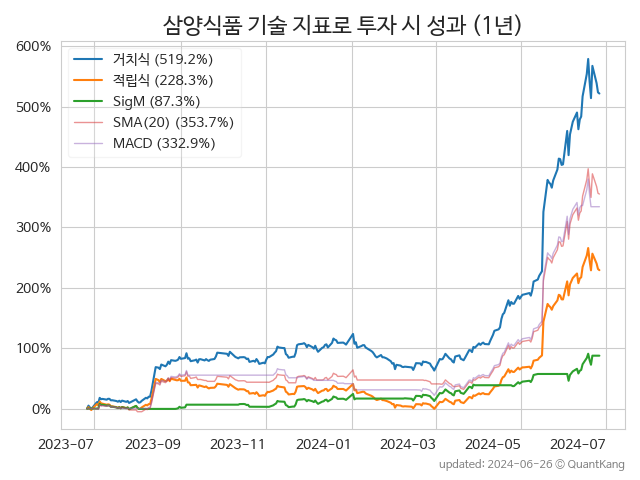 삼양식품 기술 지표로 투자 시 성과 (1년)
600%
500%
400%
300%
200%
100%
0%
거치식 (519.2%)
적립식 (228.3%)
SigM (87.3%)
SMA(20) (353.7%)
MACD (332.9%)
2023-07
2023-09
2023-11
2024-01
2024-03
2024-05
2024-07
updated: 2024-06-26 © QuantKang